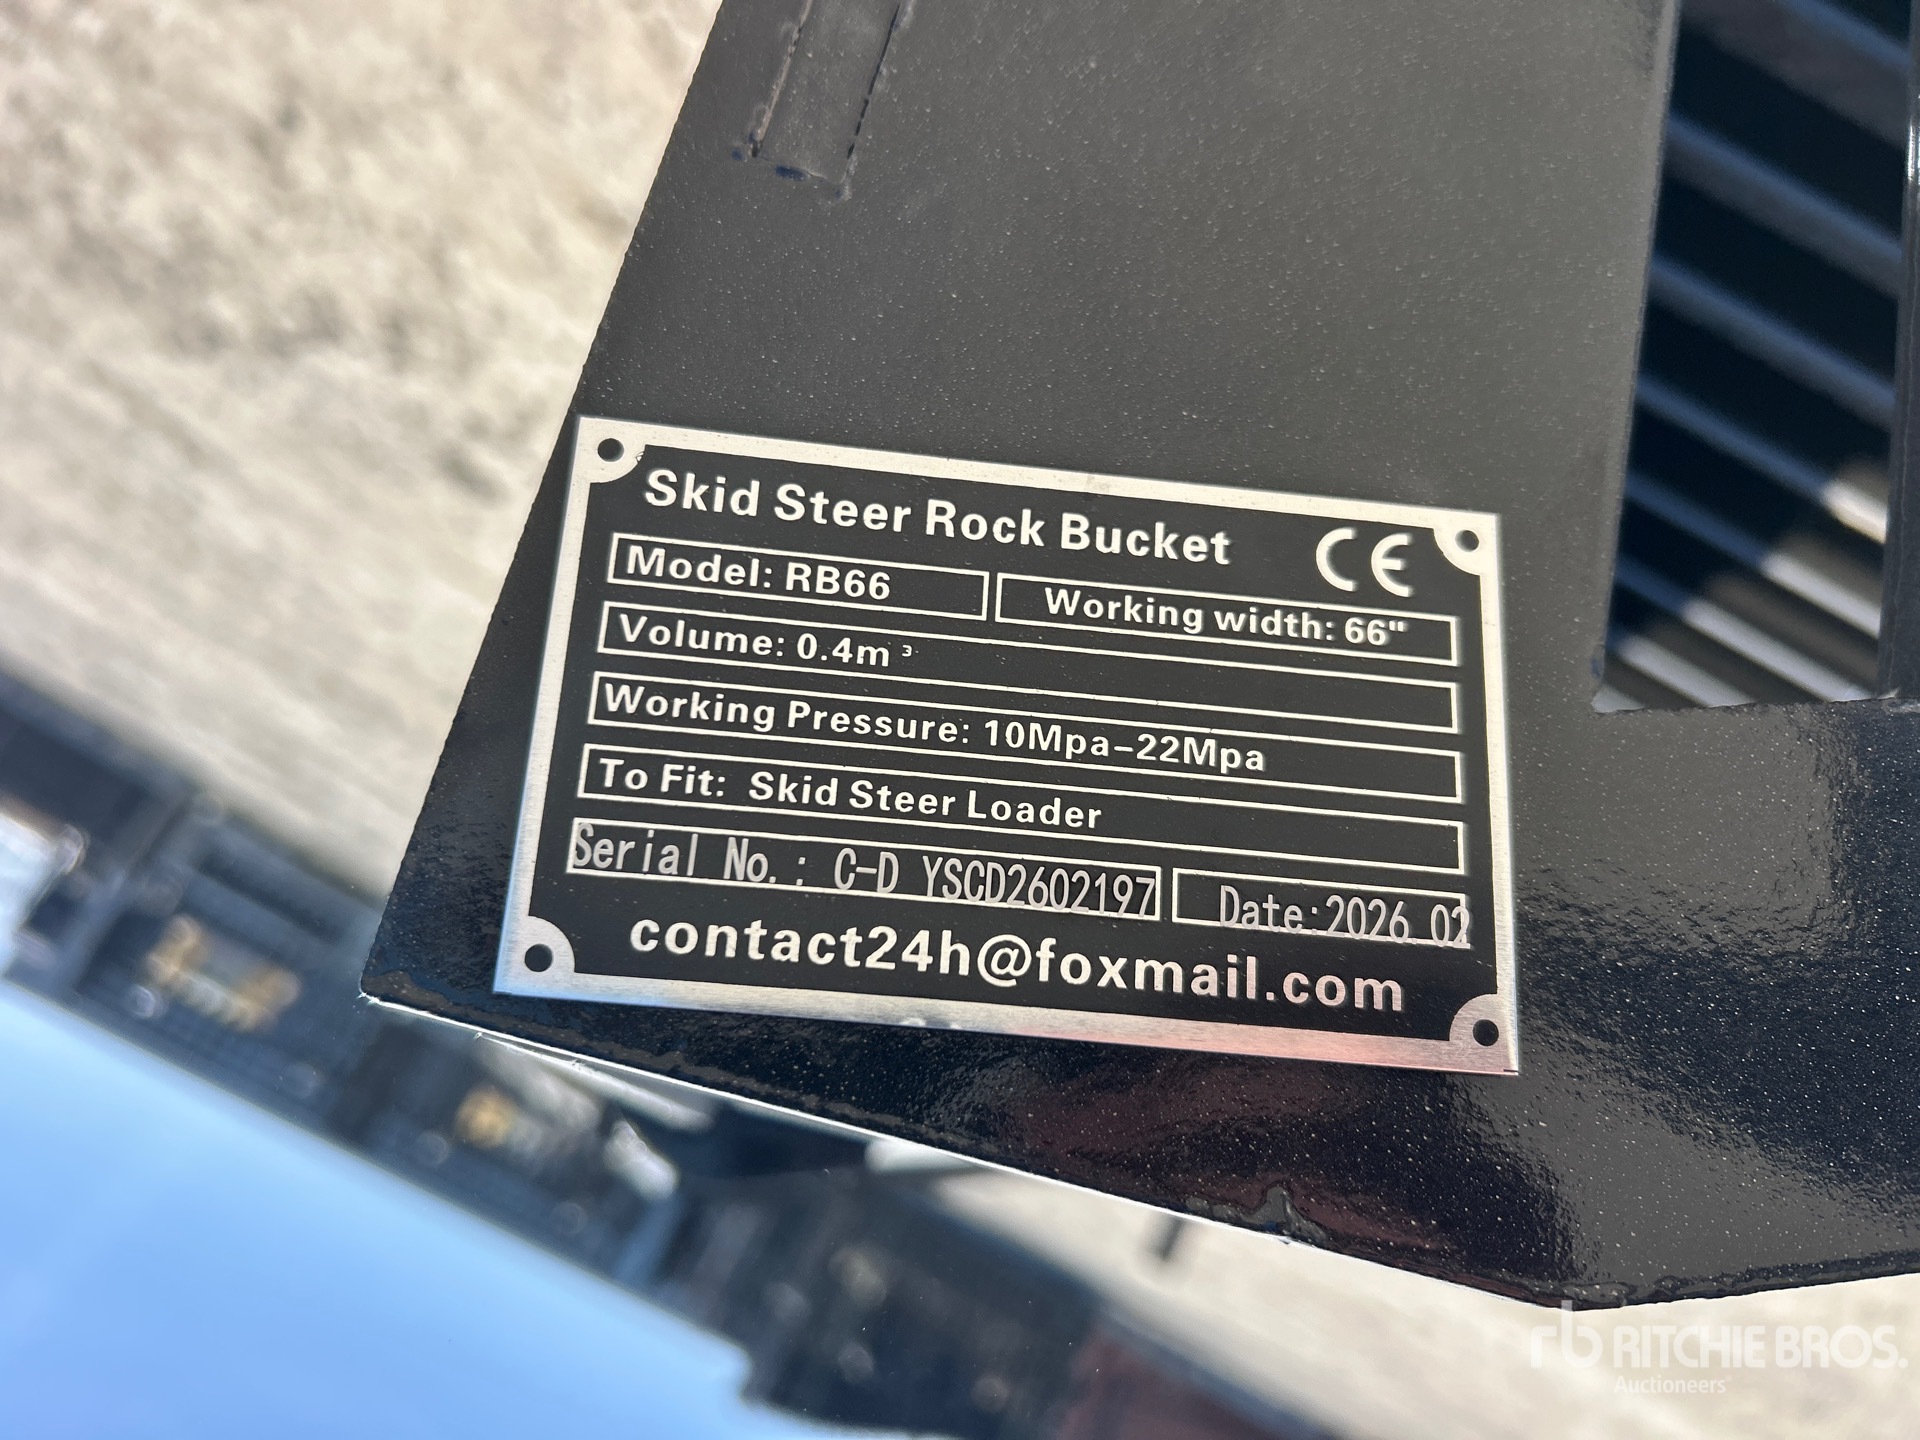 Skid Steer Rock Bucket CE
Model: RB66 Working width: 66"
Volume: 0.4m³
Working Pressure: 10Mpa-22Mpa
To Fit: Skid Steer Loader
Serial No.: C-D YSCD2602197 Date:2026.02
contact24h@foxmail.com
rb RITCHIE BROS.
Auctioneers